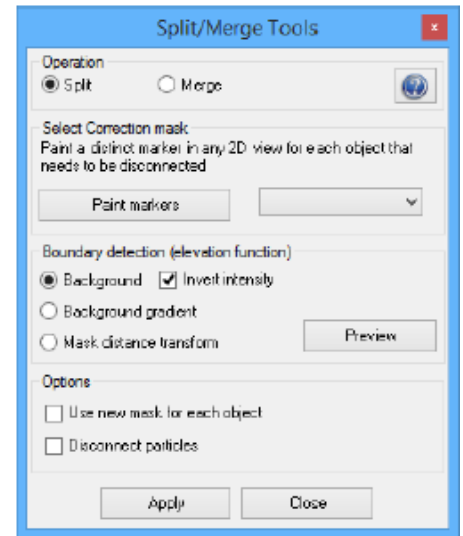 Split/Merge Tools
x
Operation
Split
Merge
?
Select Correction mask
Paint a distinct marker in any 2D view for each object that
needs to be disconnected
Paint markers
Boundary detection (elevation function)
Background
Invert intensity
Background gradient
Mask distance transform
Preview
Options
Use new mask for each object
Disconnect particles
Apply
Close